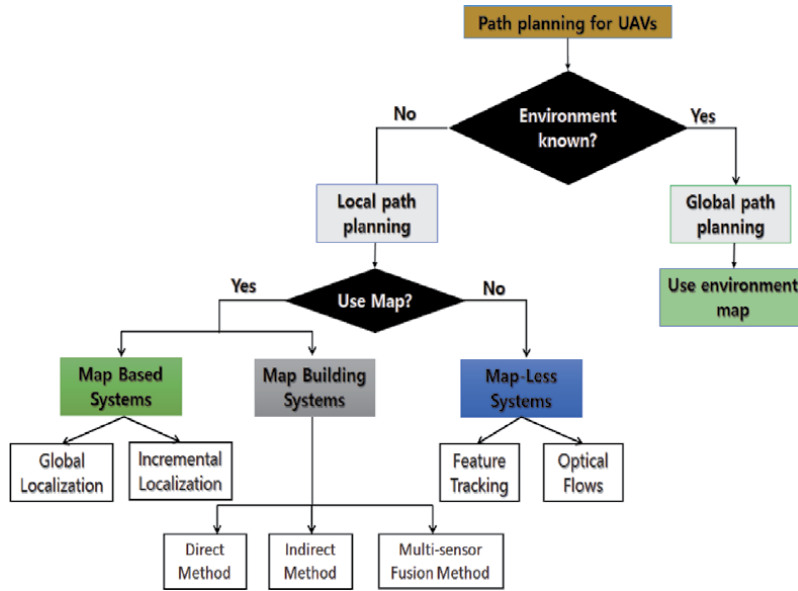 Path planning for UAVs
Environment
known?
No
Yes
Local path
planning
Global path
planning
Use environment
map
Use Map?
Yes
No
Map Based
Systems
Map Building
Systems
Map-Less
Systems
Global
Localization
Incremental
Localization
Feature
Tracking
Optical
Flows
Direct
Method
Indirect
Method
Multi-sensor
Fusion Method